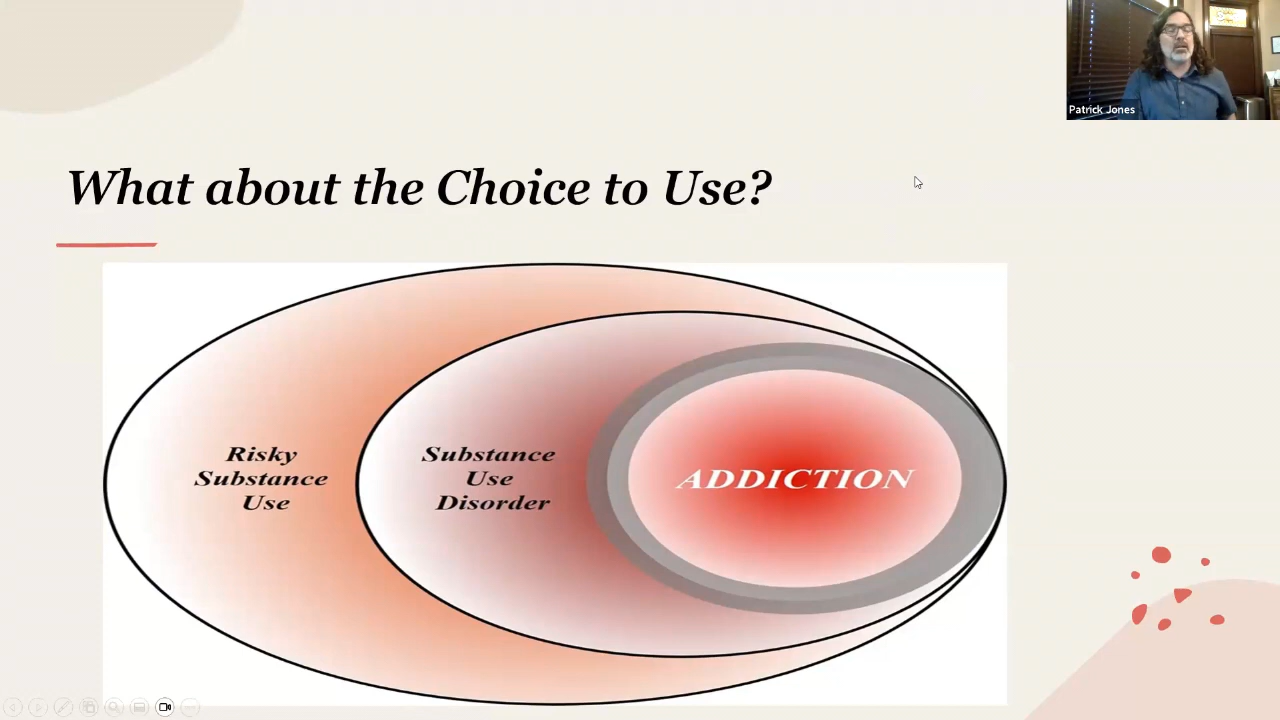 Patrick Jones
What about the Choice to Use?
Risky
Substance
Use
Substance
Use
Disorder
ADDICTION